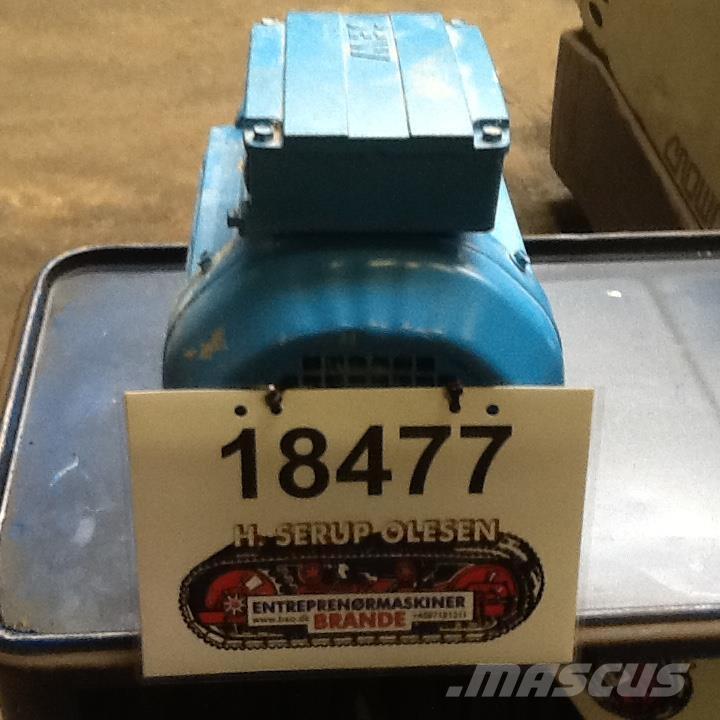 18477
H. SERUP OLESEN
ENTREPRENØRMASKINER
BRANDE
MASCUS